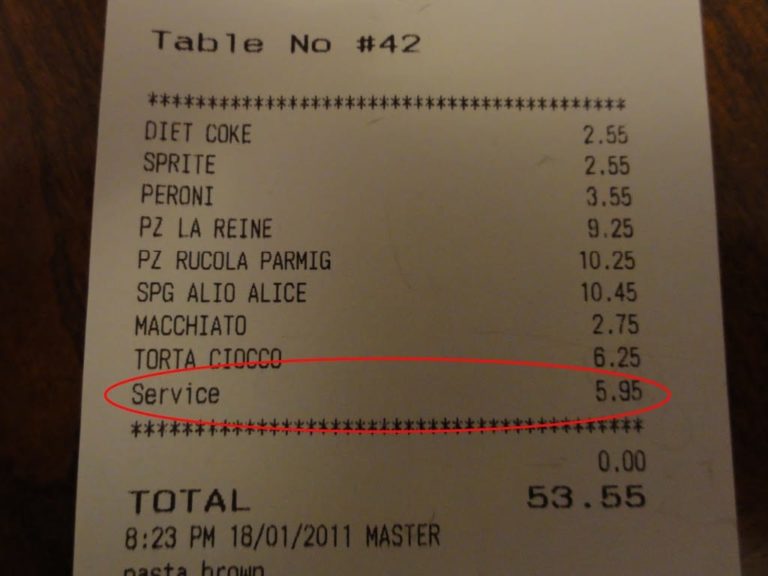 Table No #42
*****************************************
DIET COKE 2.55
SPRITE 2.55
PERONI 3.55
PZ LA REINE 9.25
PZ RUCOLA PARMIG 10.25
SPG ALIO ALICE 10.45
MACCHIATO 2.75
TORTA CIOCCO 6.25
Service 5.95
*****************************************
0.00
TOTAL 53.55
8:23 PM 18/01/2011 MASTER
pasta brown